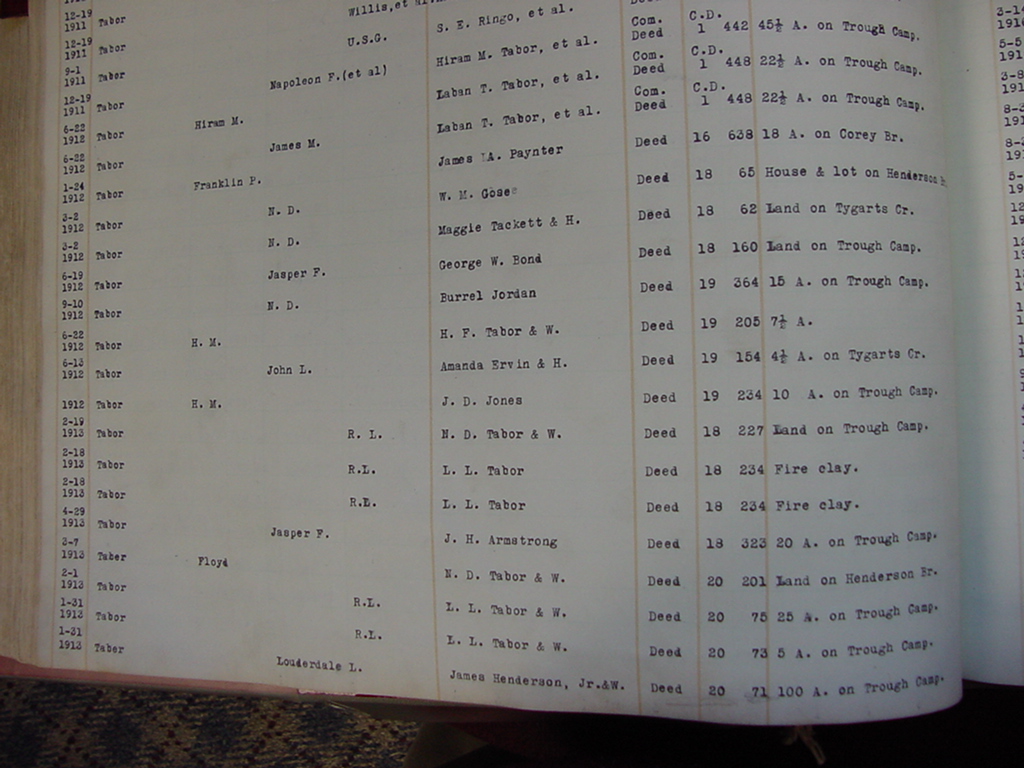 12-19
1911 Tabor Willis, et al.
9-1
1911 Tabor U.S.G. S. E. Ringo, et al.
12-19
1911 Tabor Napoleon F.(et al) Hiram M. Tabor, et al. Com. Deed C.D. 1 442 45½ A. on Trough Camp.
6-22
1912 Tabor Hiram M. Laban T. Tabor, et al. Com. Deed C.D. 1 448 22½ A. on Trough Camp.
6-22
1912 Tabor James M. Laban T. Tabor, et al. Com. Deed C.D. 1 448 22½ A. on Trough Camp.
1-24
1912 Tabor Franklin P. James A. Paynter Deed 16 638 18 A. on Corey Br.
3-2
1912 Tabor N. D. W. M. Gose Deed 18 65 House & lot on Henderson
3-2
1912 Tabor N. D. Maggie Tackett & H. Deed 18 62 Land on Tygarts Cr.
6-19
1912 Tabor Jasper F. George W. Bond Deed 18 160 Land on Trough Camp.
9-10
1912 Tabor N. D. Burrel Jordan Deed 19 364 15 A. on Trough Camp.
6-22
1912 Tabor H. M. H. F. Tabor & W. Deed 19 205 7½ A.
6-13
1912 Tabor John L. Amanda Ervin & H. Deed 19 154 4½ A. on Tygarts Cr.
1912 Tabor H. M. J. D. Jones Deed 19 234 10 A. on Trough Camp.
2-19
1913 Tabor R. L. N. D. Tabor & W. Deed 18 227 Land on Trough Camp.
2-18
1913 Tabor R.L. L. L. Tabor Deed 18 234 Fire clay.
2-18
1913 Tabor R.L. L. L. Tabor Deed 18 234 Fire clay.
4-29
1913 Tabor Jasper F. J. H. Armstrong Deed 18 323 20 A. on Trough Camp.
3-7
1913 Taber Floyd N. D. Tabor & W. Deed 20 201 Land on Henderson Br.
2-1
1913 Tabor R.L. L. L. Tabor & W. Deed 20 75 25 A. on Trough Camp.
1-31
1913 Tabor R.L. L. L. Tabor & W. Deed 20 73 5 A. on Trough Camp.
1-31
1913 Taber Louderdale L. James Henderson, Jr.&W. Deed 20 71 100 A. on Trough Camp.